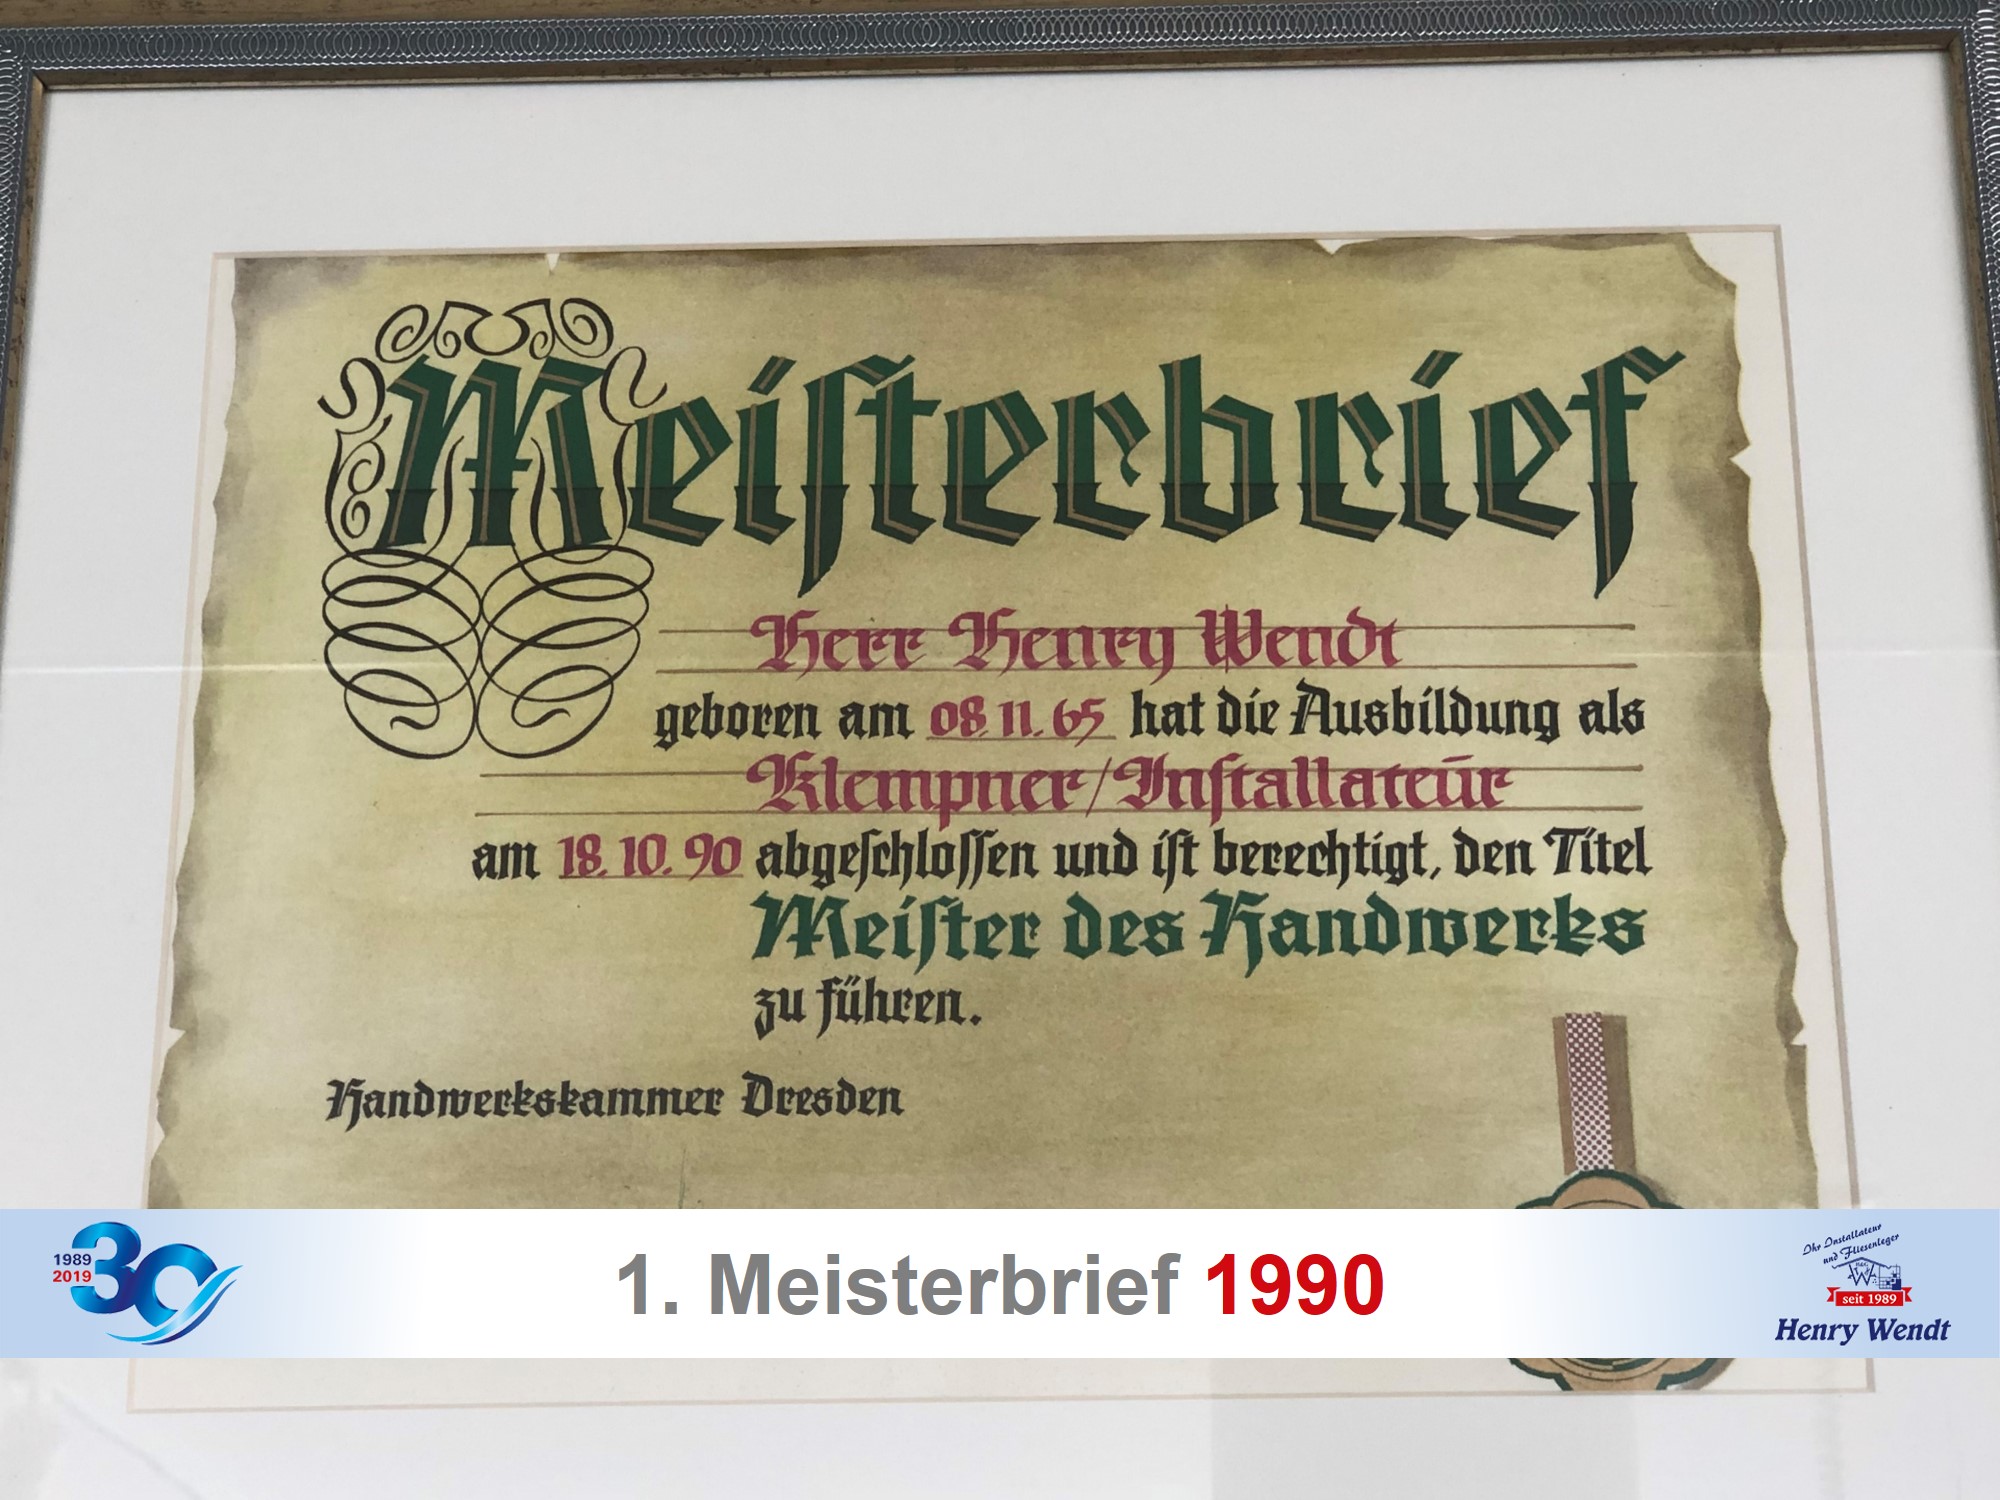 Meiſterbrief
Herr Henry Wendt
geboren am 08.11.65 hat die Ausbildung als
Klempner/Inſtallateur
am 18.10.90 abgeſchloſſen und iſt berechtigt, den Titel
Meiſter des Handwerks
zu führen.
Handwerkskammer Dresden
1989
2019
30
1. Meisterbrief 1990
Ihr Installateur
und Fliesenleger
seit 1989
Henry Wendt